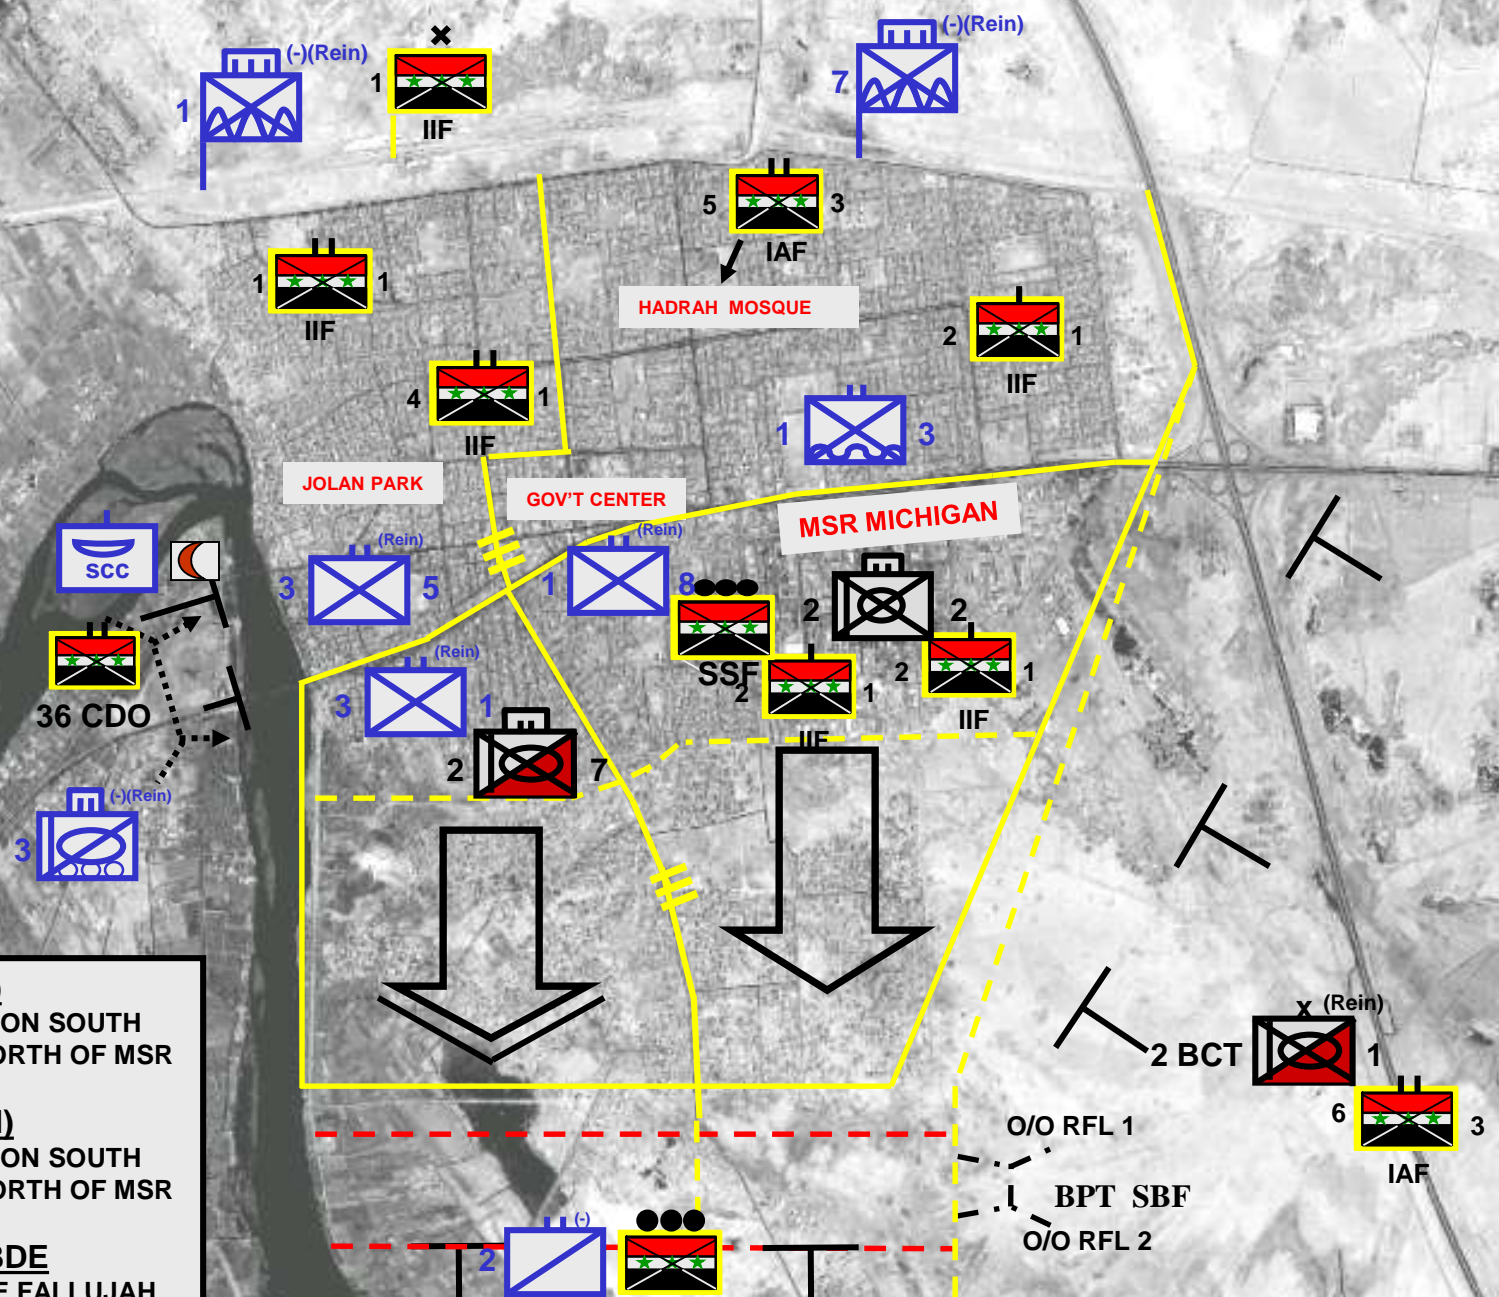 (-)(Rein)
1
1
IIF
(-)(Rein)
7
5
3
IAF
1
1
IIF
HADRAH MOSQUE
2
1
IIF
4
1
IIF
1
3
JOLAN PARK
GOV'T CENTER
MSR MICHIGAN
scc
(Rein)
3
5
(Rein)
1
8
SSF
2
2
2
1
IIF
2
1
IIF
36 CDO
(Rein)
3
1
2
7
(-)(Rein)
3
ON SOUTH
ORTH OF MSR
ON SOUTH
ORTH OF MSR
BDE
FALLUJAH
x (Rein)
2 BCT
1
6
3
IAF
O/O RFL 1
BPT SBF
O/O RFL 2
(-)
2